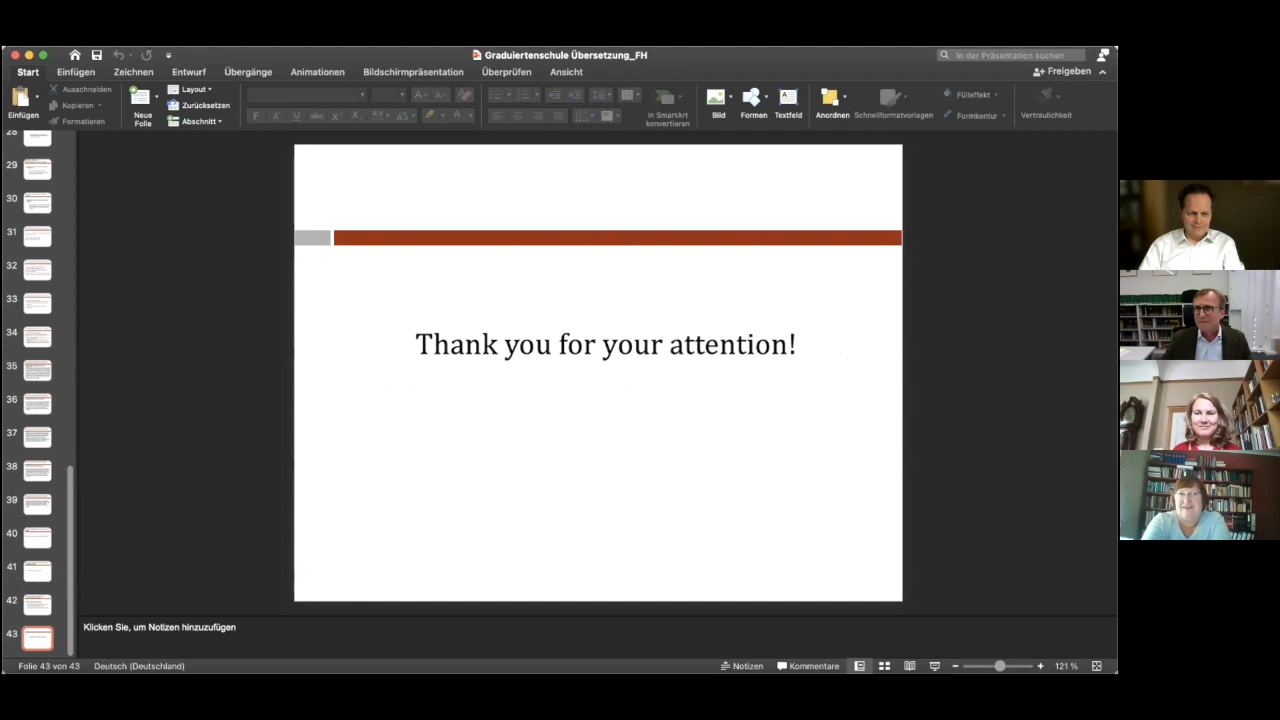 Graduiertenschule Übersetzung_FH
In der Präsentation suchen
Start Einfügen Zeichnen Entwurf Übergänge Animationen Bildschirmpräsentation Überprüfen Ansicht
Freigeben
Einfügen
Ausschneiden
Kopieren
Formatieren
Neue
Folie
Layout
Zurücksetzen
Abschnitt
In SmartArt
konvertieren
Bild
Formen
Textfeld
Anordnen
Schnellformatvorlagen
Fülleffekt
Formkontur
Vertraulichkeit
28
29
30
31
32
33
34
35
36
37
38
39
40
41
42
43
Thank you for your attention!
Klicken Sie, um Notizen hinzuzufügen
Folie 43 von 43 Deutsch (Deutschland) Notizen Kommentare 121 %